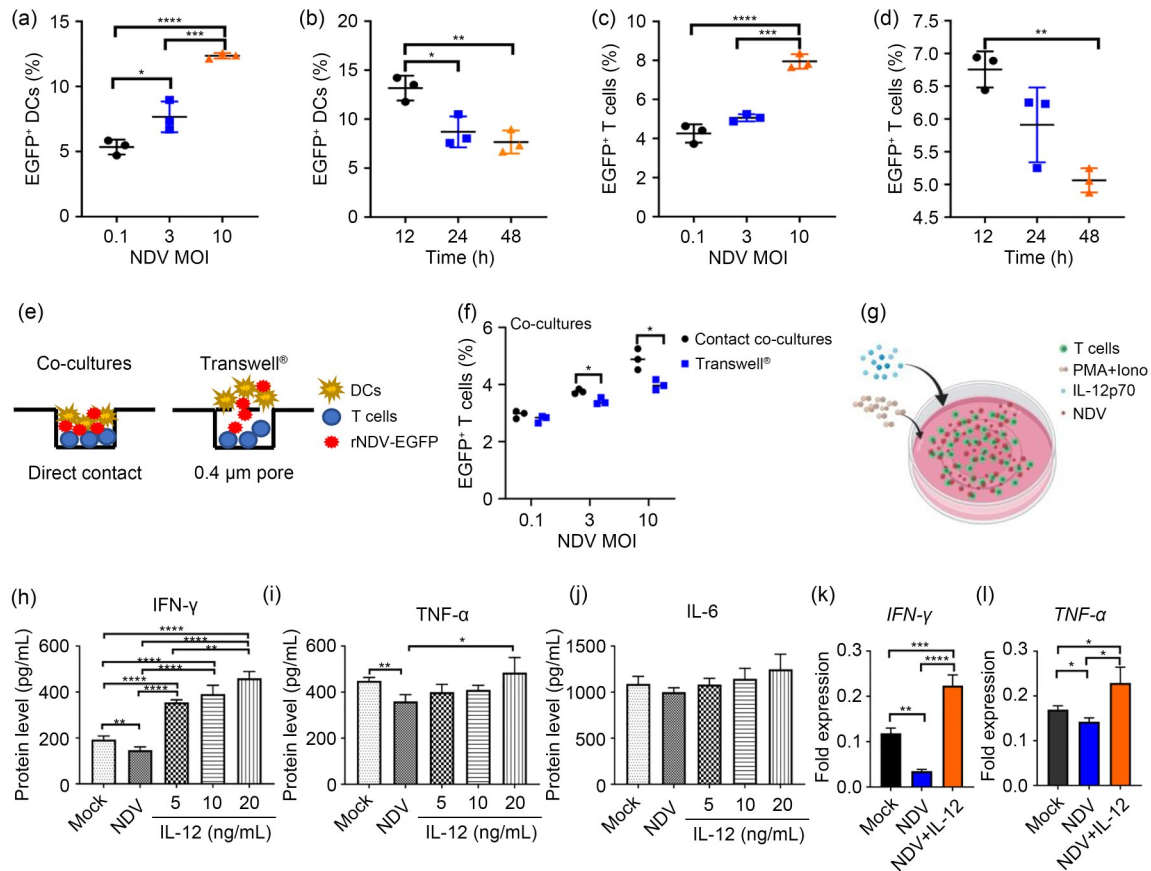 (a)
****
***
*
EGFP⁺ DCs (%)
15
10
5
0
0.1 3 10
NDV MOI
(b)
**
*
EGFP⁺ DCs (%)
20
15
10
5
0
12 24 48
Time (h)
(c)
****
***
EGFP⁺ T cells (%)
10
8
6
4
2
0
0.1 3 10
NDV MOI
(d)
**
EGFP⁺ T cells (%)
7.5
7.0
6.5
6.0
5.5
5.0
4.5
12 24 48
Time (h)
(e)
Co-cultures
Transwell®
DCs
T cells
rNDV-EGFP
Direct contact
0.4 μm pore
(f)
Co-cultures
*
*
EGFP⁺ T cells (%)
6
4
2
0
0.1 3 10
NDV MOI
Contact co-cultures
Transwell®
(g)
T cells
PMA+Iono
IL-12p70
NDV
(h)
IFN-γ
****
****
**
****
****
****
****
**
Protein level (pg/mL)
600
400
200
0
Mock NDV 5 10 20
IL-12 (ng/mL)
(i)
TNF-α
*
**
Protein level (pg/mL)
600
400
200
0
Mock NDV 5 10 20
IL-12 (ng/mL)
(j)
IL-6
Protein level (pg/mL)
1500
1000
500
0
Mock NDV 5 10 20
IL-12 (ng/mL)
(k)
IFN-γ
***
****
**
Fold expression
0.3
0.2
0.1
0.0
Mock NDV NDV+IL-12
(l)
TNF-α
*
*
*
Fold expression
0.3
0.2
0.1
0.0
Mock NDV NDV+IL-12